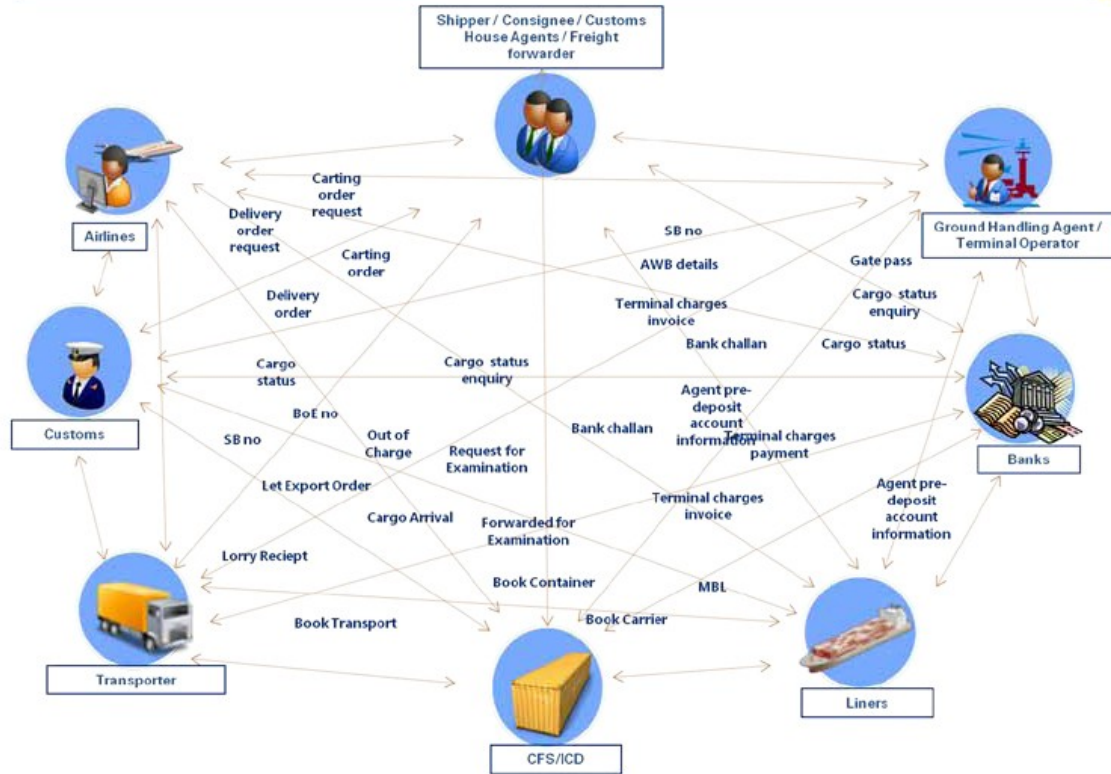 Shipper / Consignee / Customs
House Agents / Freight
forwarder
Airlines
Ground Handling Agent /
Terminal Operator
Carting
order
request
Delivery
order
request
SB no
Carting
order
AWB details
Gate pass
Delivery
order
Terminal charges
invoice
Cargo status
enquiry
Bank challan
Cargo status
Cargo
status
Cargo status
enquiry
Customs
BoE no
SB no
Out of
Charge
Bank challan
Agent pre-
deposit
account
information
Terminal charges
payment
Banks
Request for
Examination
Let Export Order
Terminal charges
invoice
Agent pre-
deposit
account
information
Cargo Arrival
Forwarded for
Examination
Lorry Reciept
Book Container
MBL
Book Transport
Book Carrier
Transporter
Liners
CFS/ICD